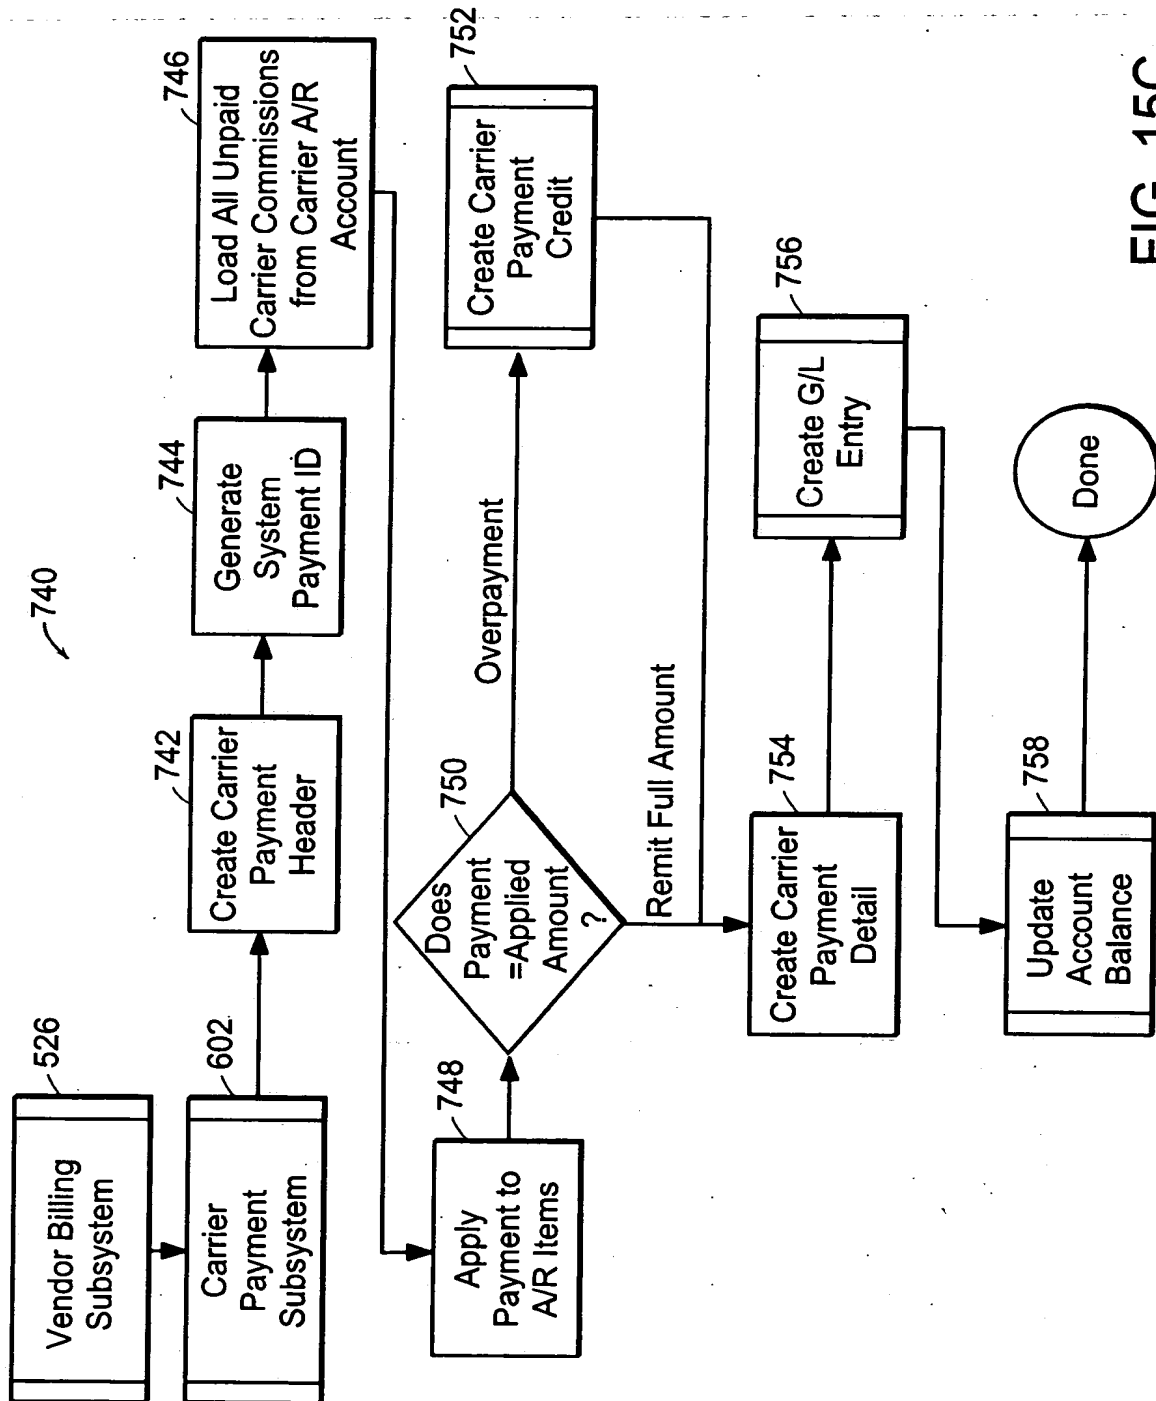 740
526
Vendor Billing
Subsystem
602
Carrier
Payment
Subsystem
742
Create Carrier
Payment
Header
744
Generate
System
Payment ID
746
Load All Unpaid
Carrier Commissions
from Carrier A/R
Account
748
Apply
Payment to
A/R Items
750
Does
Payment
=Applied
Amount
?
Overpayment
752
Create Carrier
Payment
Credit
Remit Full Amount
754
Create Carrier
Payment
Detail
756
Create G/L
Entry
758
Update
Account
Balance
Done
FIG. 15C